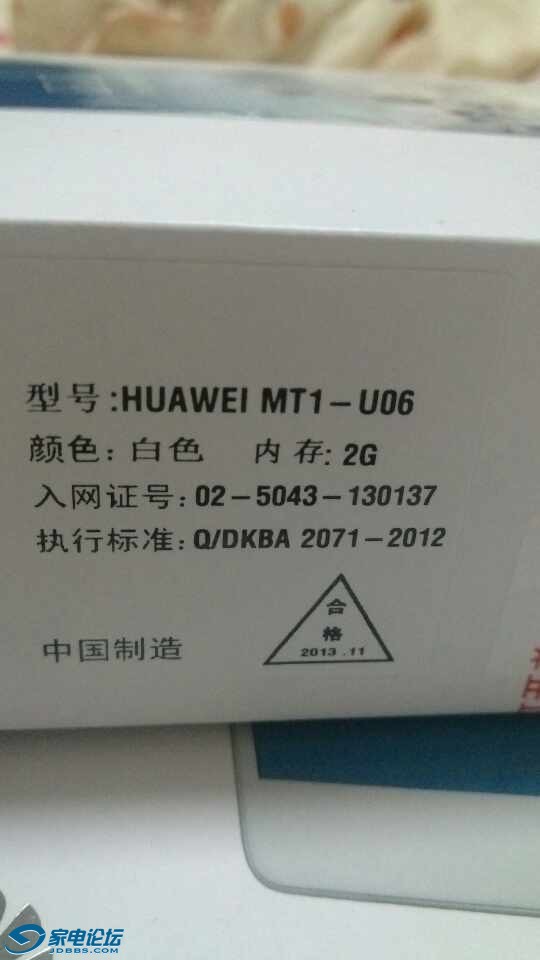 型号:HUAWEI MT1-U06
颜色: 白色 内存: 2G
入网证号: 02-5043-130137
执行标准: Q/DKBA 2071-2012
合
格
2013.11
中国制造
家电论坛
JDBBS.COM